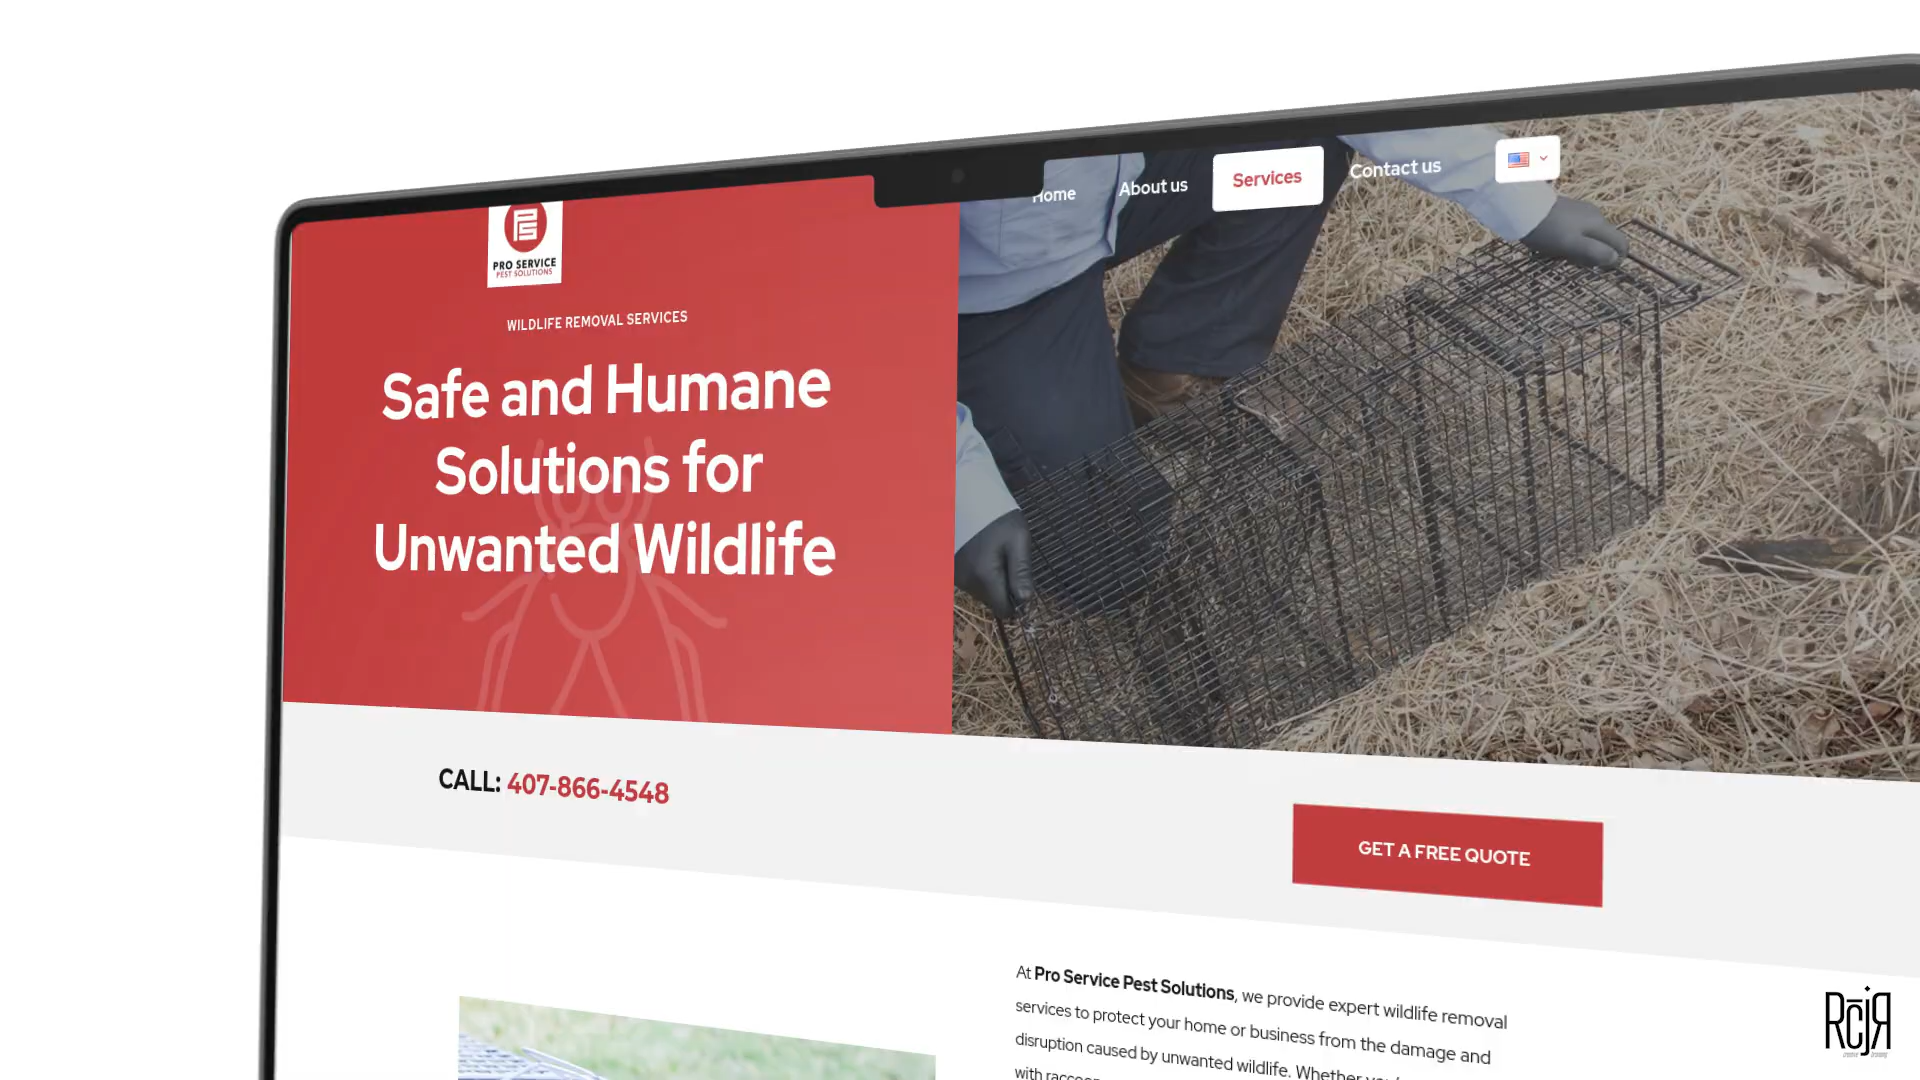 Home
About us
Services
Contact us
PRO SERVICE
PEST SOLUTIONS
WILDLIFE REMOVAL SERVICES
Safe and Humane
Solutions for
Unwanted Wildlife
CALL: 407-866-4548
GET A FREE QUOTE
At Pro Service Pest Solutions, we provide expert wildlife removal
services to protect your home or business from the damage and
disruption caused by unwanted wildlife. Whether
with
RCJR